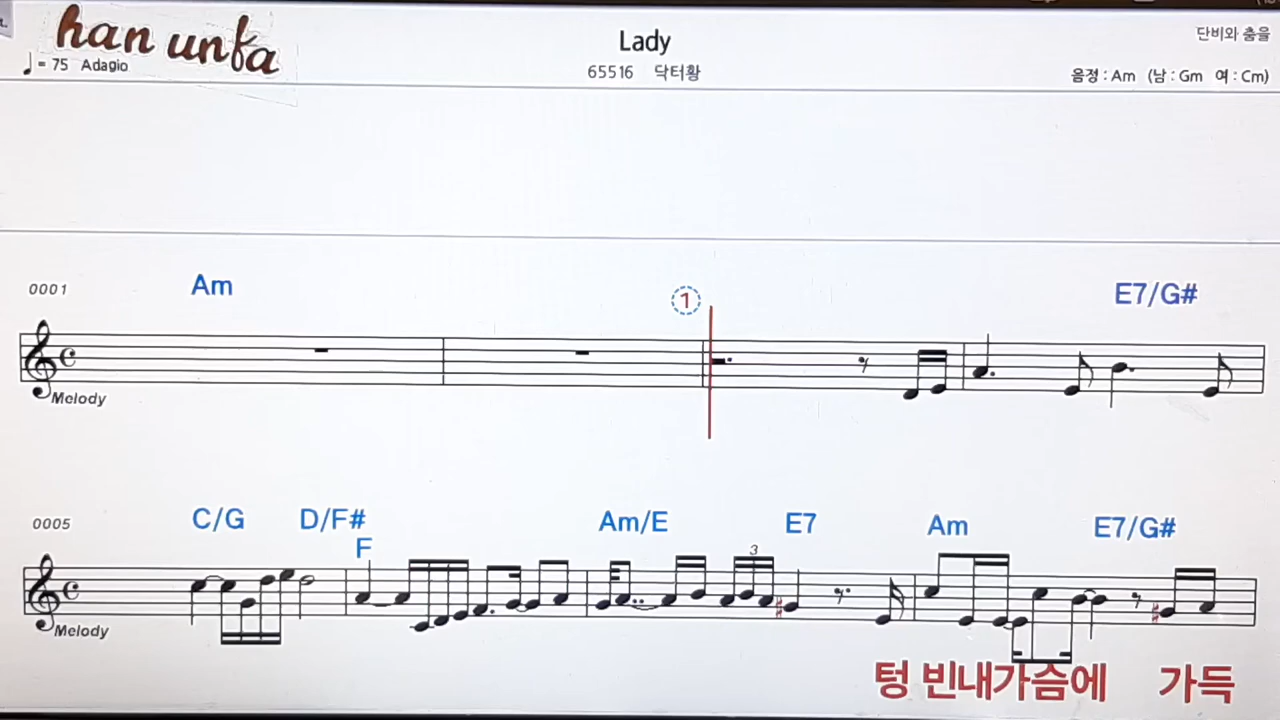 han unfa
♩= 75 Adagio
Lady
65516 닥터황
단비와 춤을
음정 : Am (남 : Gm 여 : Cm)
0001 Am ① E7/G#
Melody
0005 C/G D/F# F Am/E E7 Am E7/G#
3
Melody
텅 빈내가슴에 가득